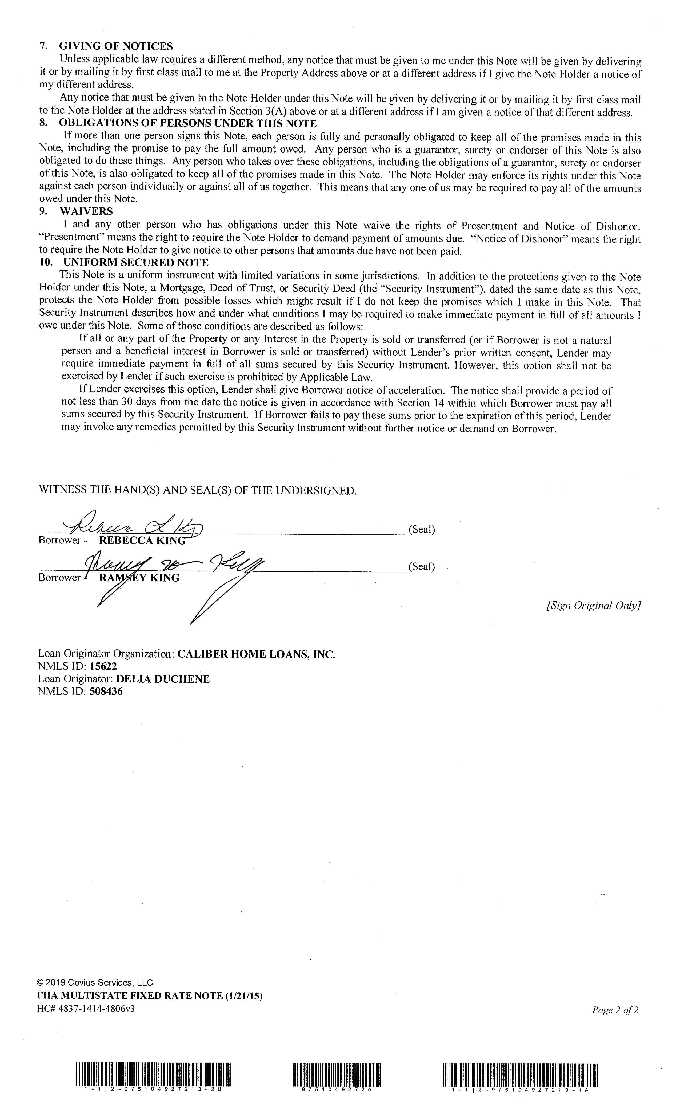 7. GIVING OF NOTICES
Unless applicable law requires a different method, any notice that must be given to me under this Note will be given by delivering
it or by mailing it by first class mail to me at the Property Address above or at a different address if I give the Note Holder a notice of
my different address.
Any notice that must be given to the Note Holder under this Note will be given by delivering it or by mailing it by first class mail
to the Note Holder at the address stated in Section 3(A) above or at a different address if I am given a notice of that different address.
8. OBLIGATIONS OF PERSONS UNDER THIS NOTE
If more than one person signs this Note, each person is fully and personally obligated to keep all of the promises made in this
Note, including the promise to pay the full amount owed. Any person who is a guarantor, surety or endorser of this Note is also
obligated to do these things. Any person who takes over these obligations, including the obligations of a guarantor, surety or endorser
of this Note, is also obligated to keep all of the promises made in this Note. The Note Holder may enforce its rights under this Note
against each person individually or against all of us together. This means that any one of us may be required to pay all of the amounts
owed under this Note.
9. WAIVERS
I and any other person who has obligations under this Note waive the rights of Presentment and Notice of Dishonor.
“Presentment” means the right to require the Note Holder to demand payment of amounts due. “Notice of Dishonor” means the right
to require the Note Holder to give notice to other persons that amounts due have not been paid.
10. UNIFORM SECURED NOTE
This Note is a uniform instrument with limited variations in some jurisdictions. In addition to the protections given to the Note
Holder under this Note, a Mortgage, Deed of Trust, or Security Deed (the “Security Instrument”), dated the same date as this Note,
protects the Note Holder from possible losses which might result if I do not keep the promises which I make in this Note. That
Security Instrument describes how and under what conditions I may be required to make immediate payment in full of all amounts I
owe under this Note. Some of those conditions are described as follows:
If all or any part of the Property or any Interest in the Property is sold or transferred (or if Borrower is not a natural
person and a beneficial interest in Borrower is sold or transferred) without Lender’s prior written consent, Lender may
require immediate payment in full of all sums secured by this Security Instrument. However, this option shall not be
exercised by Lender if such exercise is prohibited by Applicable Law.
If Lender exercises this option, Lender shall give Borrower notice of acceleration. The notice shall provide a period of
not less than 30 days from the date the notice is given in accordance with Section 14 within which Borrower must pay all
sums secured by this Security Instrument. If Borrower fails to pay these sums prior to the expiration of this period, Lender
may invoke any remedies permitted by this Security Instrument without further notice or demand on Borrower.
WITNESS THE HAND(S) AND SEAL(S) OF THE UNDERSIGNED.
(Seal)
Borrower - REBECCA KING
(Seal)
Borrower - RAMSEY KING
[Sign Original Only]
Loan Originator Organization: CALIBER HOME LOANS, INC.
NMLS ID: 15622
Loan Originator: DELIA DUCHENE
NMLS ID: 508436
© 2019 Covius Services, LLC
FHA MULTISTATE FIXED RATE NOTE (1/21/15)
HC# 4837-1414-4806v3 Page 2 of 2